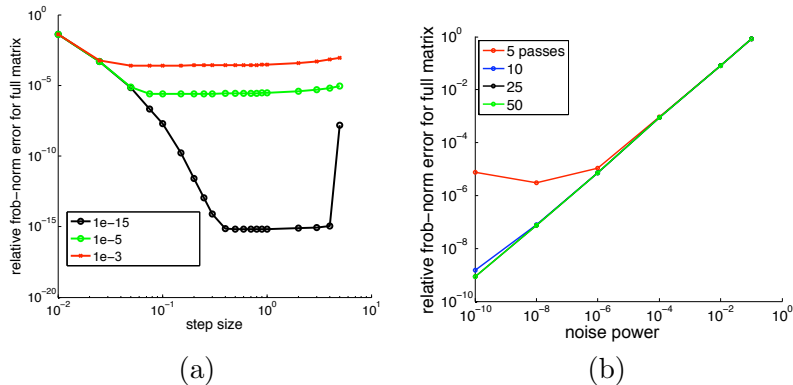 relative frob-norm error for full matrix
10^0
10^-5
10^-10
10^-15
10^-20
1e-15
1e-5
1e-3
10^-2
10^-1
10^0
10^1
step size
(a)
relative frob-norm error for full matrix
10^0
10^-2
10^-4
10^-6
10^-8
10^-10
5 passes
10
25
50
10^-10
10^-8
10^-6
10^-4
10^-2
10^0
noise power
(b)